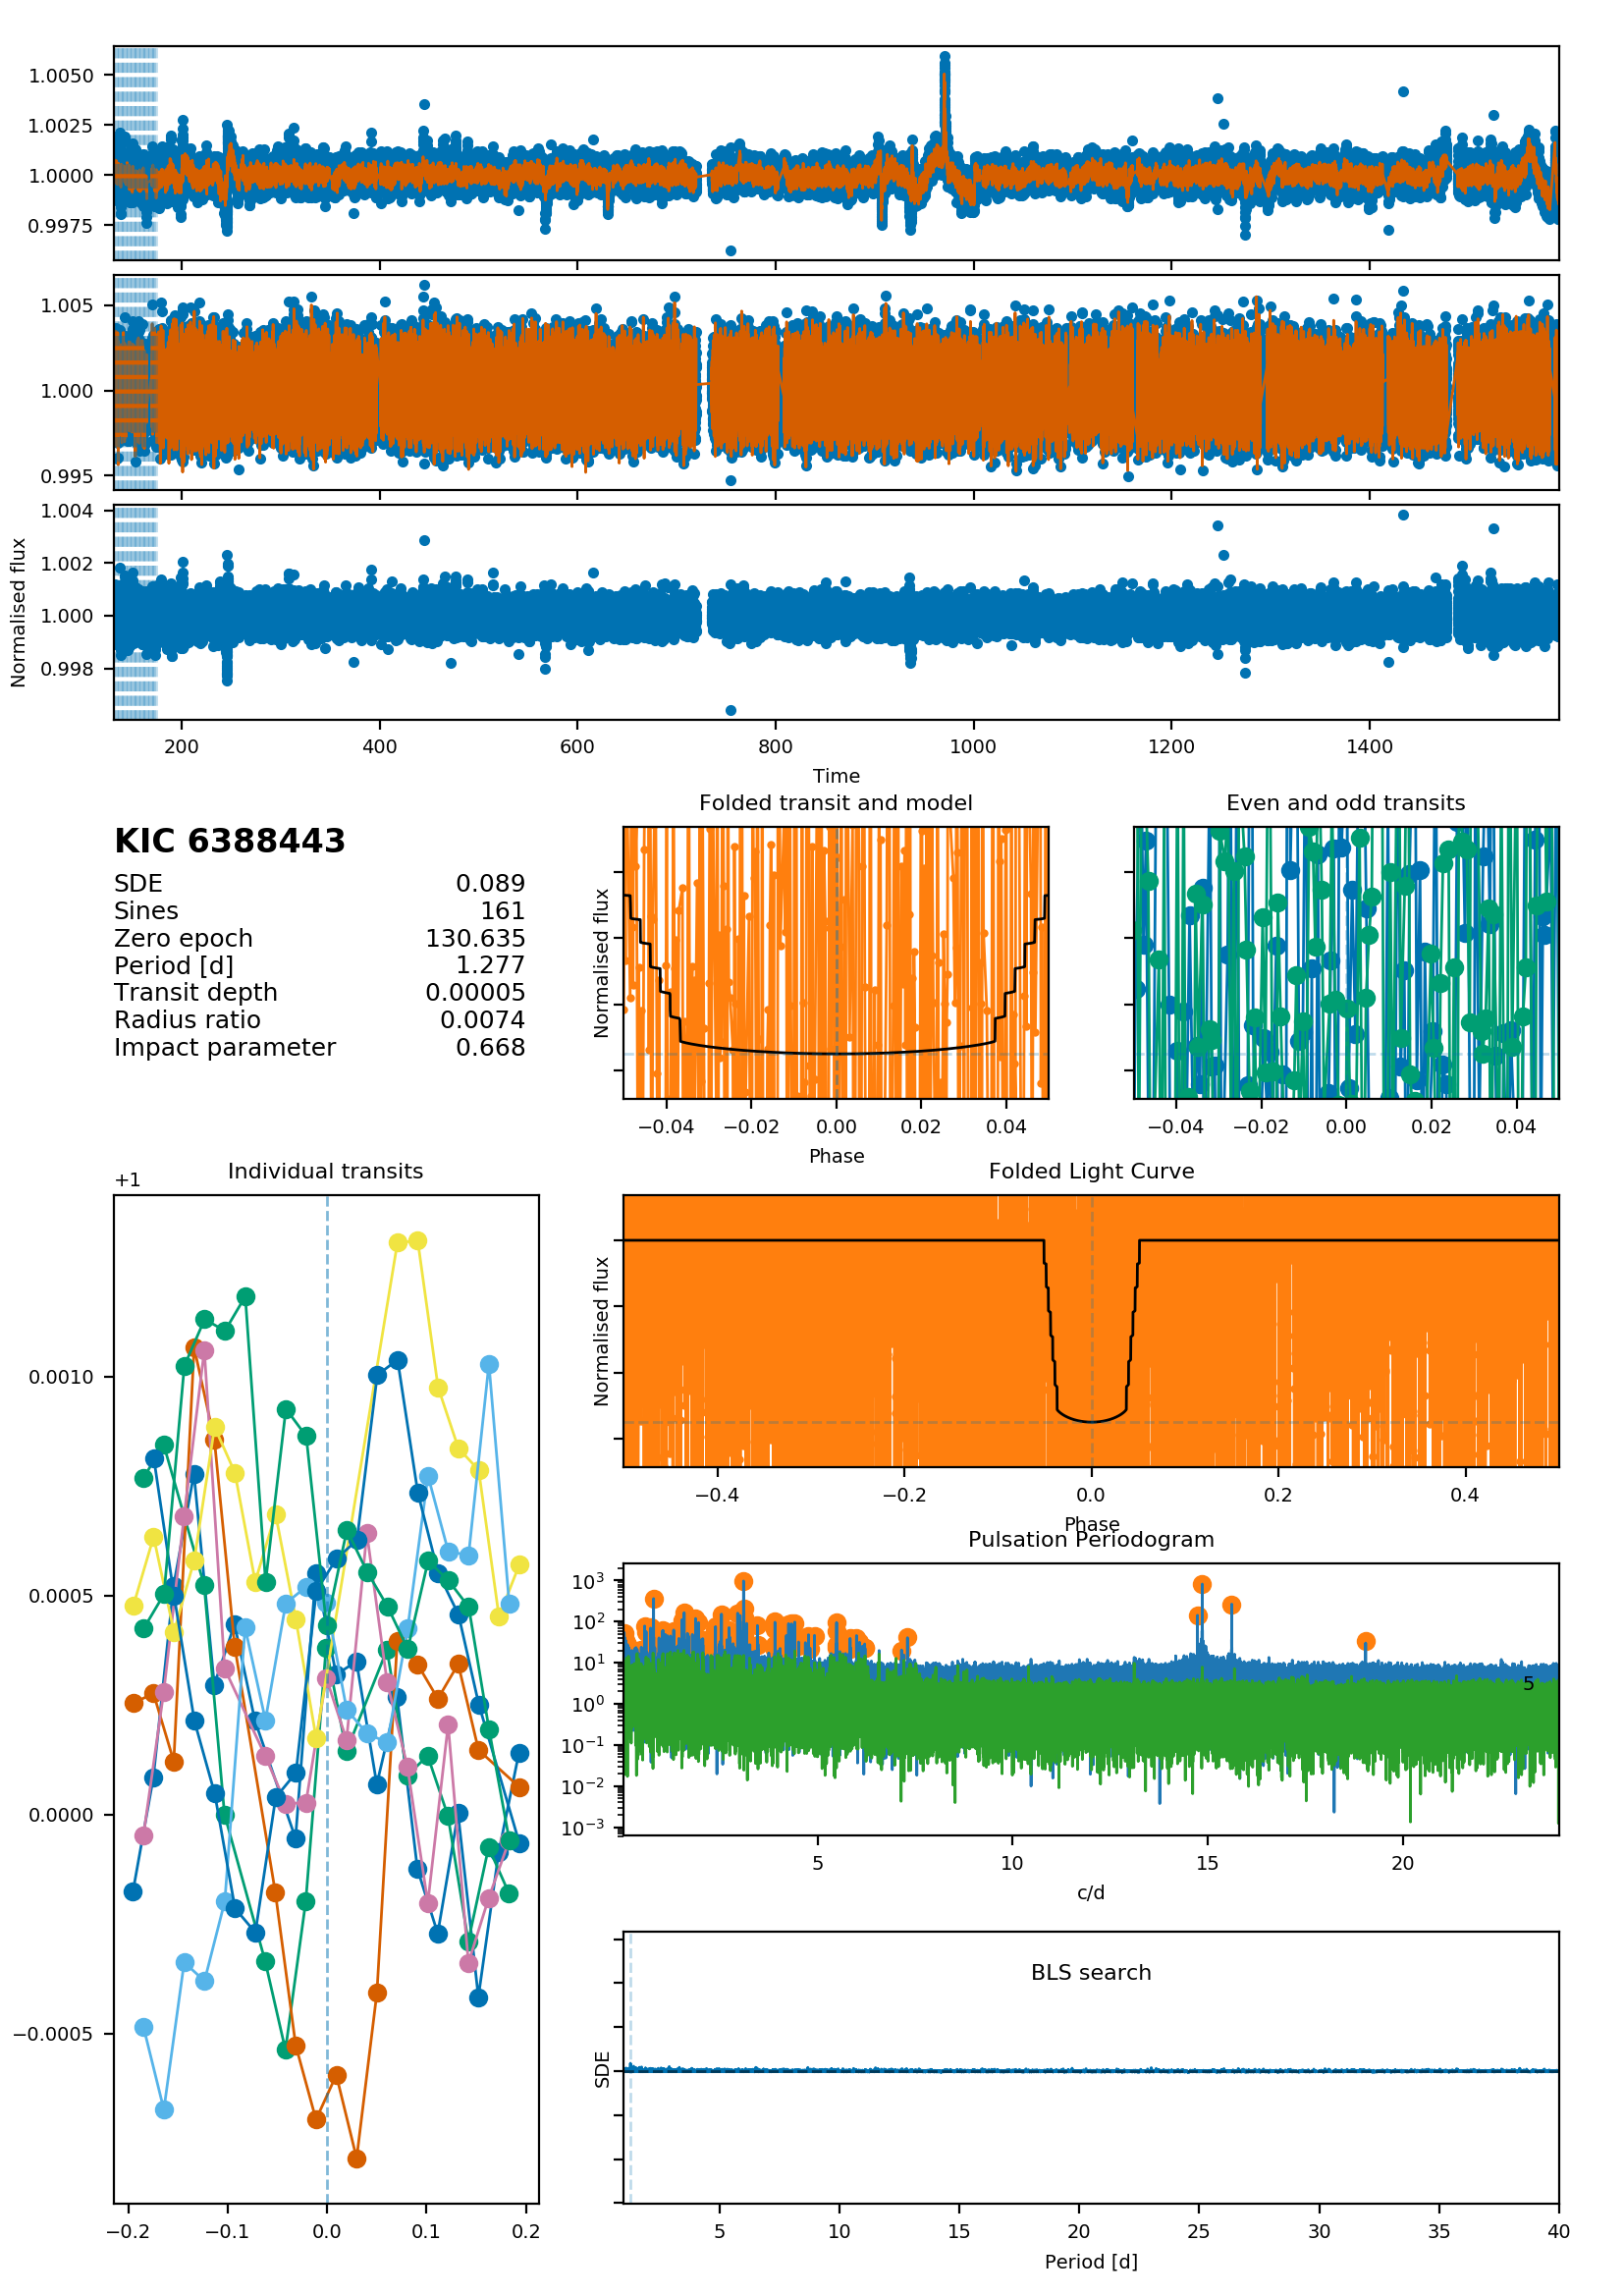 1.0050
1.0025
1.0000
0.9975
1.005
1.000
0.995
1.004
1.002
1.000
0.998
Normalised flux
200 400 600 800 1000 1200 1400
Time
KIC 6388443
SDE 0.089
Sines 161
Zero epoch 130.635
Period [d] 1.277
Transit depth 0.00005
Radius ratio 0.0074
Impact parameter 0.668
Folded transit and model
Normalised flux
−0.04 −0.02 0.00 0.02 0.04
Phase
Even and odd transits
−0.04 −0.02 0.00 0.02 0.04
Individual transits
+1
0.0010
0.0005
0.0000
−0.0005
−0.2 −0.1 0.0 0.1 0.2
Folded Light Curve
Normalised flux
−0.4 −0.2 0.0 0.2 0.4
Phase
Pulsation Periodogram
10³
10²
10¹
10⁰
10⁻¹
10⁻²
10⁻³
5
5 10 15 20
c/d
BLS search
SDE
5 10 15 20 25 30 35 40
Period [d]